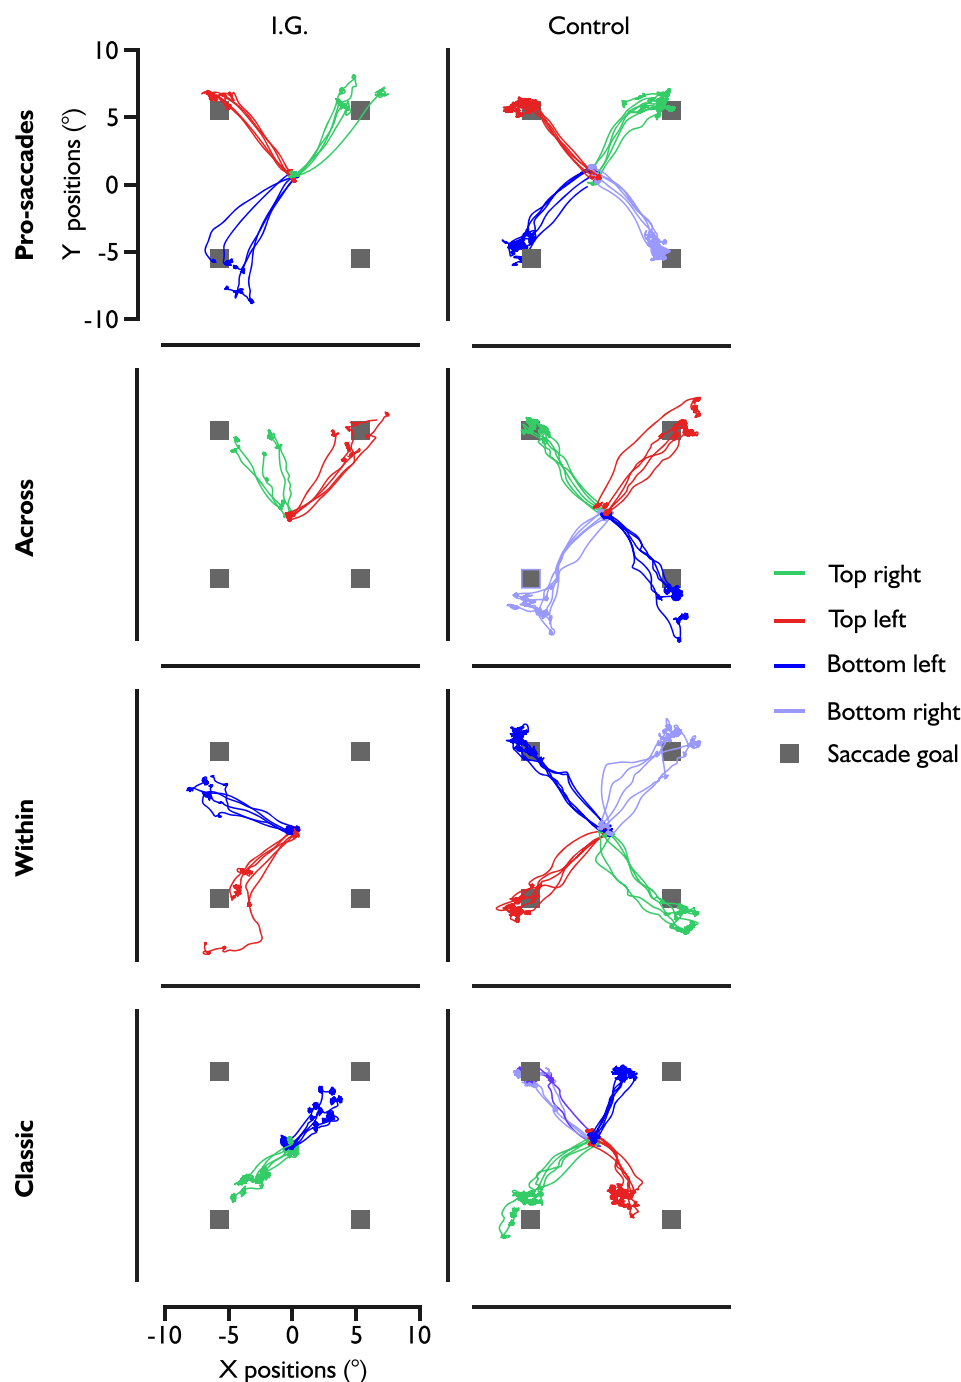 I.G.
Control
Pro-saccades
Y positions (°)
10
5
0
-5
-10
Across
Within
Classic
Top right
Top left
Bottom left
Bottom right
Saccade goal
-10 -5 0 5 10
X positions (°)